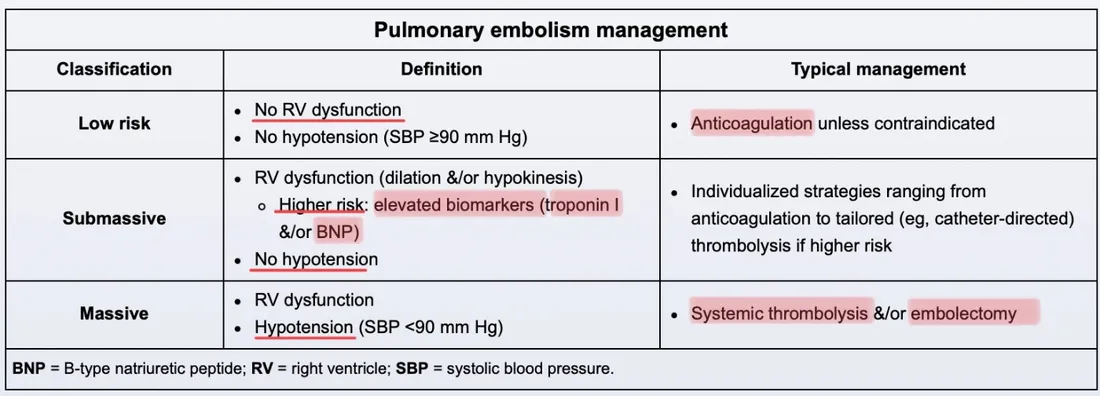 Pulmonary embolism management
Classification
Definition
Typical management
Low risk
• No RV dysfunction
• No hypotension (SBP ≥90 mm Hg)
• Anticoagulation unless contraindicated
Submassive
• RV dysfunction (dilation &/or hypokinesis)
○ Higher risk: elevated biomarkers (troponin I
&/or BNP)
• No hypotension
• Individualized strategies ranging from
anticoagulation to tailored (eg, catheter-directed)
thrombolysis if higher risk
Massive
• RV dysfunction
• Hypotension (SBP <90 mm Hg)
• Systemic thrombolysis &/or embolectomy
BNP = B-type natriuretic peptide; RV = right ventricle; SBP = systolic blood pressure.